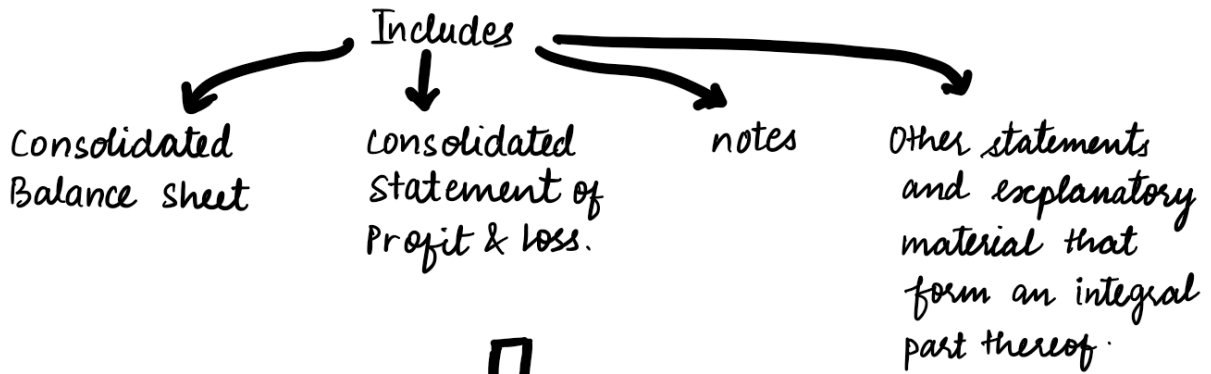 Includes
Consolidated
Balance Sheet
Consolidated
Statement of
Profit & Loss.
notes
Other statements
and explanatory
material that
form an integral
part thereof.